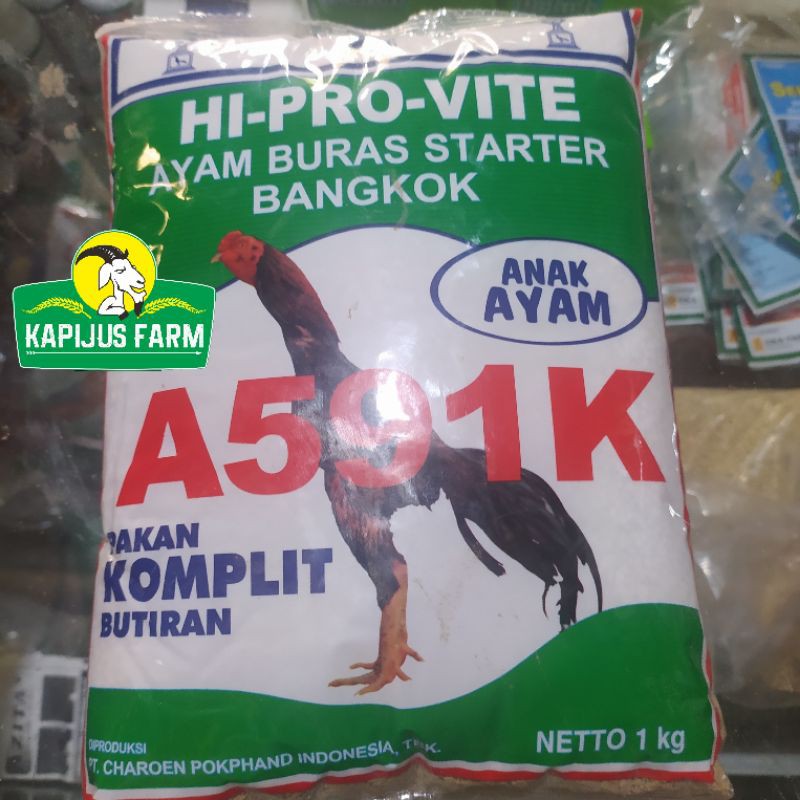 HI-PRO-VITE
AYAM BURAS STARTER
BANGKOK
ANAK
AYAM
KAPIJUS FARM
A591K
PAKAN
KOMPLIT
BUTIRAN
DIPRODUKSI
PT. CHAROEN POKPHAND INDONESIA, TBK.
NETTO 1 kg